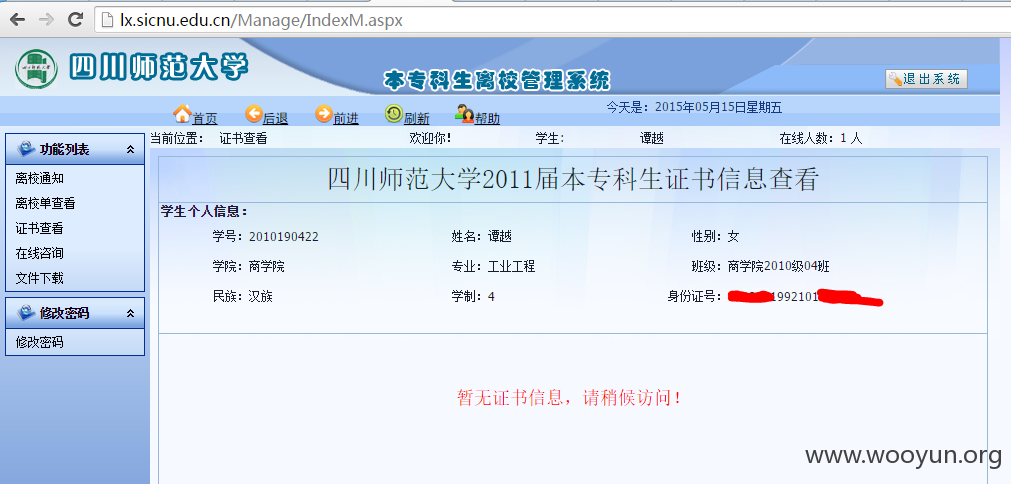 lx.sicnu.edu.cn/Manage/IndexM.aspx
四川师范大学
本专科生离校管理系统
退出系统
首页 后退 前进 刷新 帮助 今天是：2015年05月15日星期五
当前位置： 证书查看 欢迎你！ 学生： 谭越 在线人数：1 人
功能列表
离校通知
离校单查看
证书查看
在线咨询
文件下载
修改密码
修改密码
四川师范大学2011届本专科生证书信息查看
学生个人信息：
学号：2010190422 姓名：谭越 性别：女
学院：商学院 专业：工业工程 班级：商学院2010级04班
民族：汉族 学制：4 身份证号：1992101
暂无证书信息，请稍候访问！
www.wooyun.org